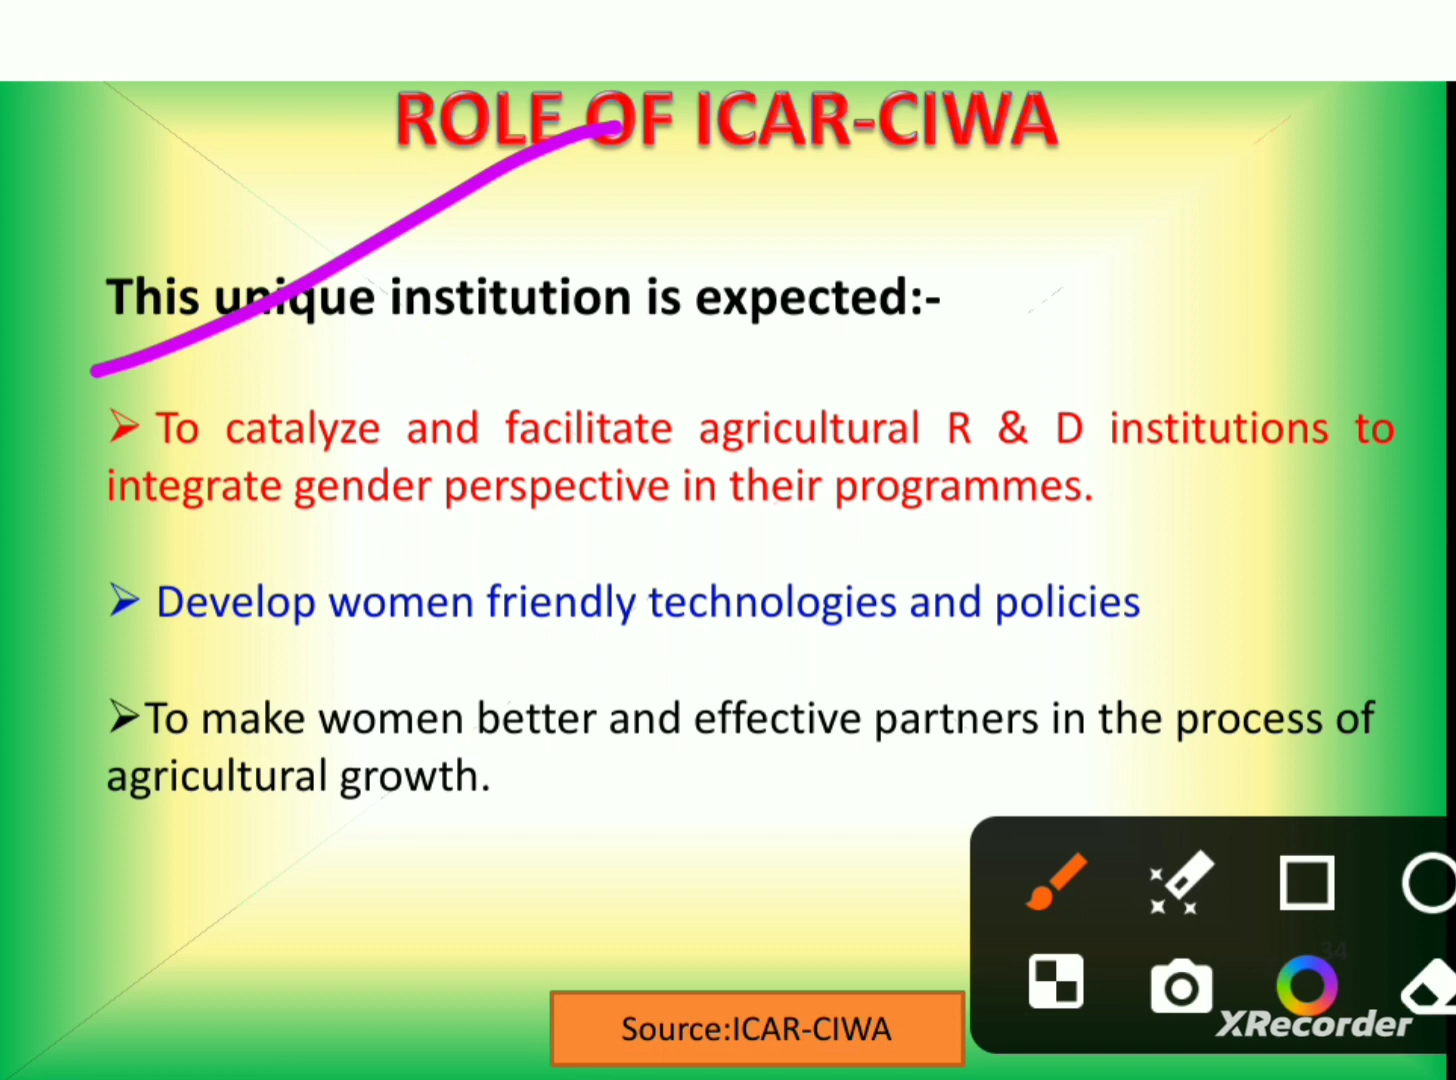 ROLE OF ICAR-CIWA
This unique institution is expected:-
➢ To catalyze and facilitate agricultural R & D institutions to
integrate gender perspective in their programmes.
➢ Develop women friendly technologies and policies
➢To make women better and effective partners in the process of
agricultural growth.
34
Source:ICAR-CIWA
XRecorder